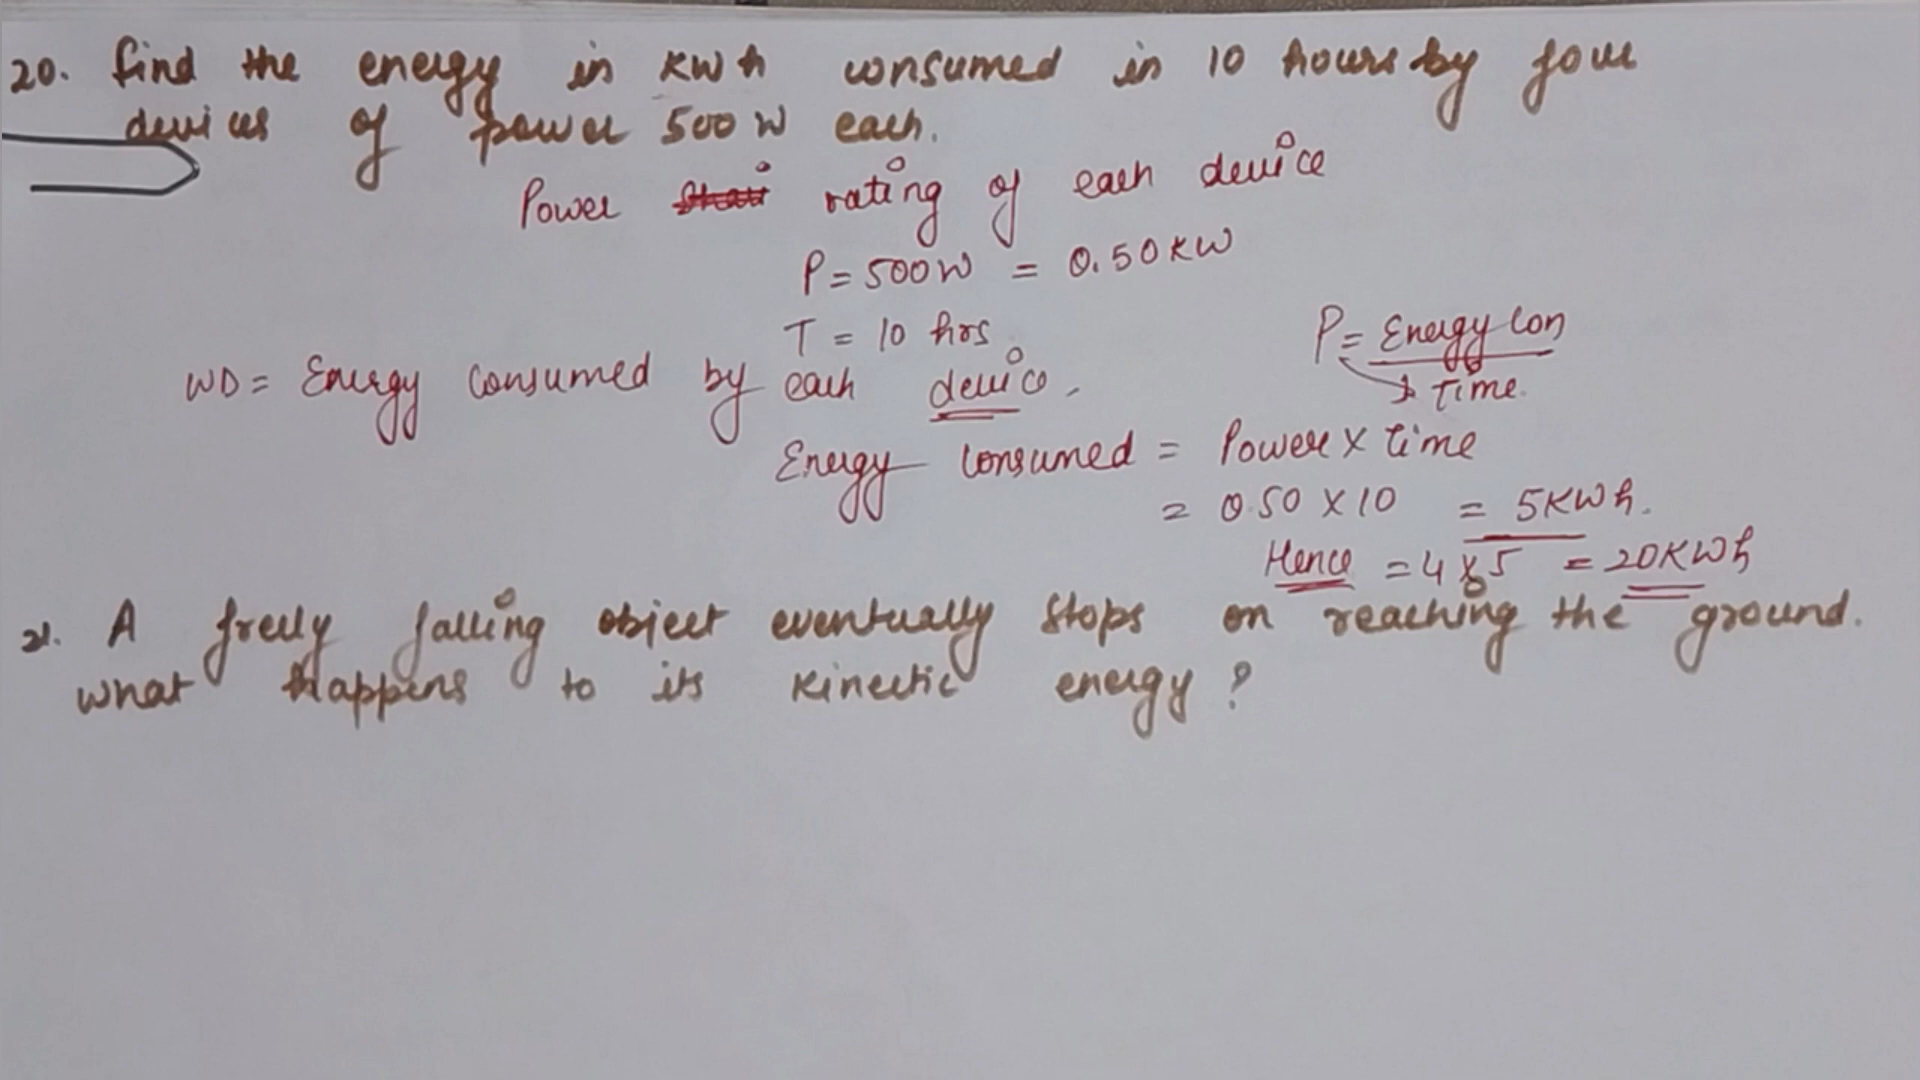 20. find the energy in KWh consumed in 10 hours by four
devices of power 500 W each.
Power rating of each device
P = 500W = 0.50KW
T = 10 hrs
P = Energy Con
Time.
WD = Energy Consumed by each device.
Energy Consumed = Power × time
= 0.50 × 10 = 5KWh.
Hence = 4 × 5 = 20KWh
21. A freely falling object eventually stops on reaching the ground.
what happens to its kinectic energy?